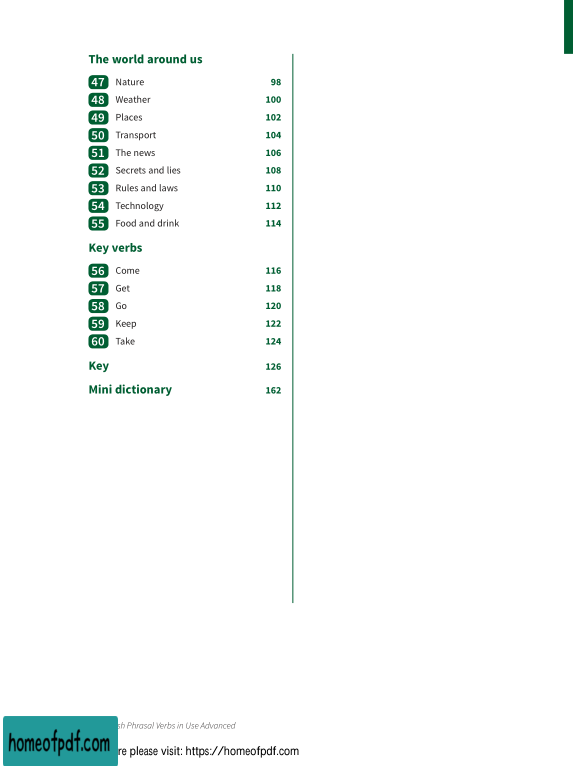 The world around us
47 Nature 98
48 Weather 100
49 Places 102
50 Transport 104
51 The news 106
52 Secrets and lies 108
53 Rules and laws 110
54 Technology 112
55 Food and drink 114
Key verbs
56 Come 116
57 Get 118
58 Go 120
59 Keep 122
60 Take 124
Key 126
Mini dictionary 162
Phrasal Verbs in Use Advanced
homeofpdf.com
please visit: https://homeofpdf.com